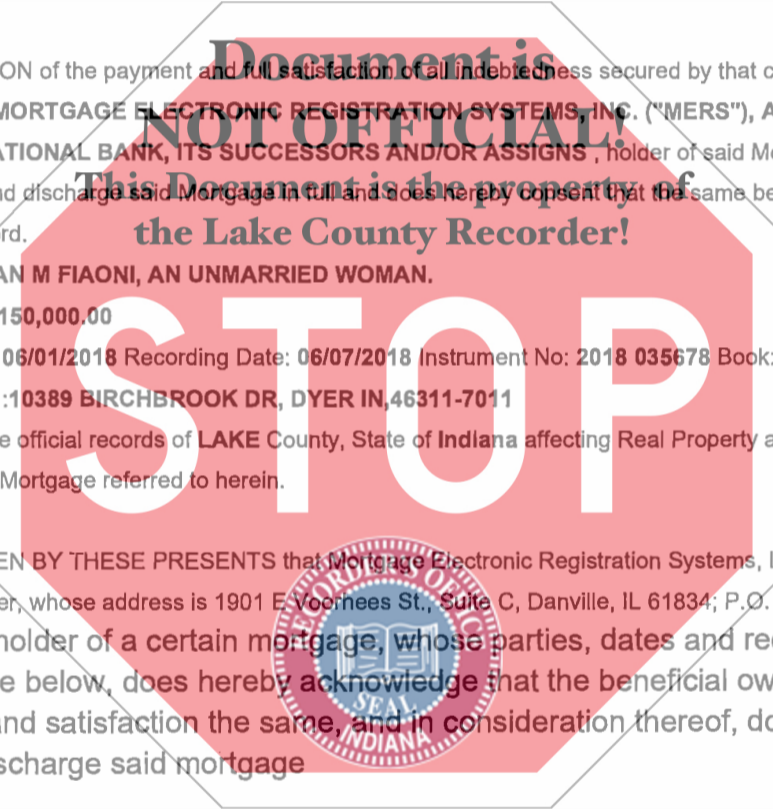 Document is
ON of the payment and full satisfaction of all indebtedness secured by that c
MORTGAGE ELECTRONIC REGISTRATION SYSTEMS, INC. ("MERS"), A
NOT OFFICIAL!
ATIONAL BANK, ITS SUCCESSORS AND/OR ASSIGNS , holder of said Mo
This Document is the property of
nd discharge said Mortgage in full and does hereby consent that the same be
the Lake County Recorder!
rd.
AN M FIAONI, AN UNMARRIED WOMAN.
150,000.00
STOP
06/01/2018 Recording Date: 06/07/2018 Instrument No: 2018 035678 Book:
:10389 BIRCHBROOK DR, DYER IN,46311-7011
e official records of LAKE County, State of Indiana affecting Real Property a
Mortgage referred to herein.
EN BY THESE PRESENTS that Mortgage Electronic Registration Systems, I
er, whose address is 1901 E Voorhees St., Suite C, Danville, IL 61834; P.O.
RECORDERS OFFICE
holder of a certain mortgage, whose parties, dates and re
e below, does hereby acknowledge that the beneficial ow
SEAL
and satisfaction the same, and in consideration thereof, do
INDIANA
scharge said mortgage